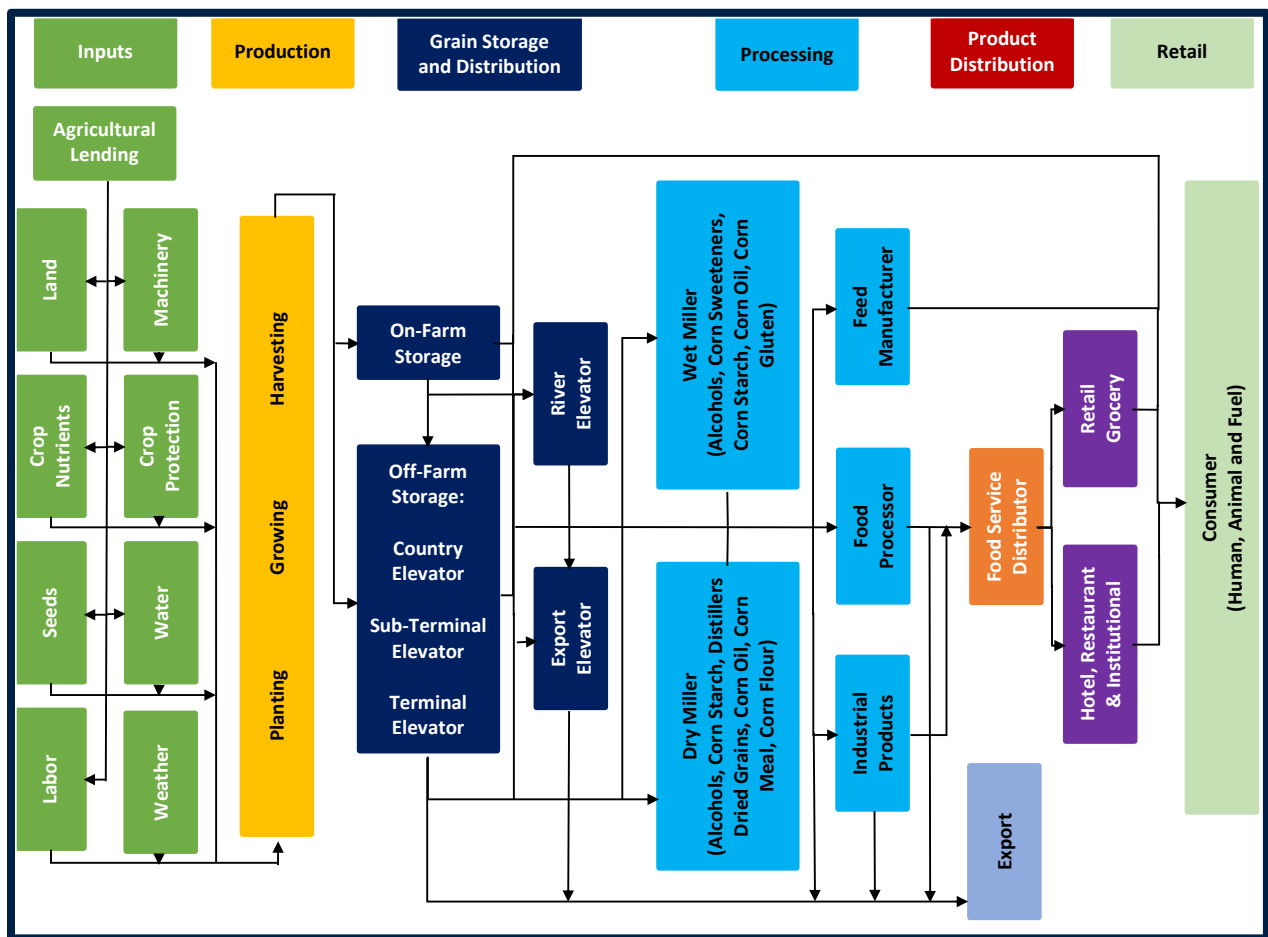 Inputs
Production
Grain Storage
and Distribution
Processing
Product
Distribution
Retail
Agricultural
Lending
Land
Machinery
Crop
Nutrients
Crop
Protection
Seeds
Water
Labor
Weather
Harvesting
Growing
Planting
On-Farm
Storage
Off-Farm
Storage:
Country
Elevator
Sub-Terminal
Elevator
Terminal
Elevator
River
Elevator
Export
Elevator
Wet Miller
(Alcohols, Corn Sweeteners,
Corn Starch, Corn Oil, Corn
Gluten)
Dry Miller
(Alcohols, Corn Starch, Distillers
Dried Grains, Corn Oil, Corn
Meal, Corn Flour)
Feed
Manufacturer
Food
Processor
Industrial
Products
Food Service
Distributor
Retail
Grocery
Hotel, Restaurant
& Institutional
Export
Consumer
(Human, Animal and Fuel)